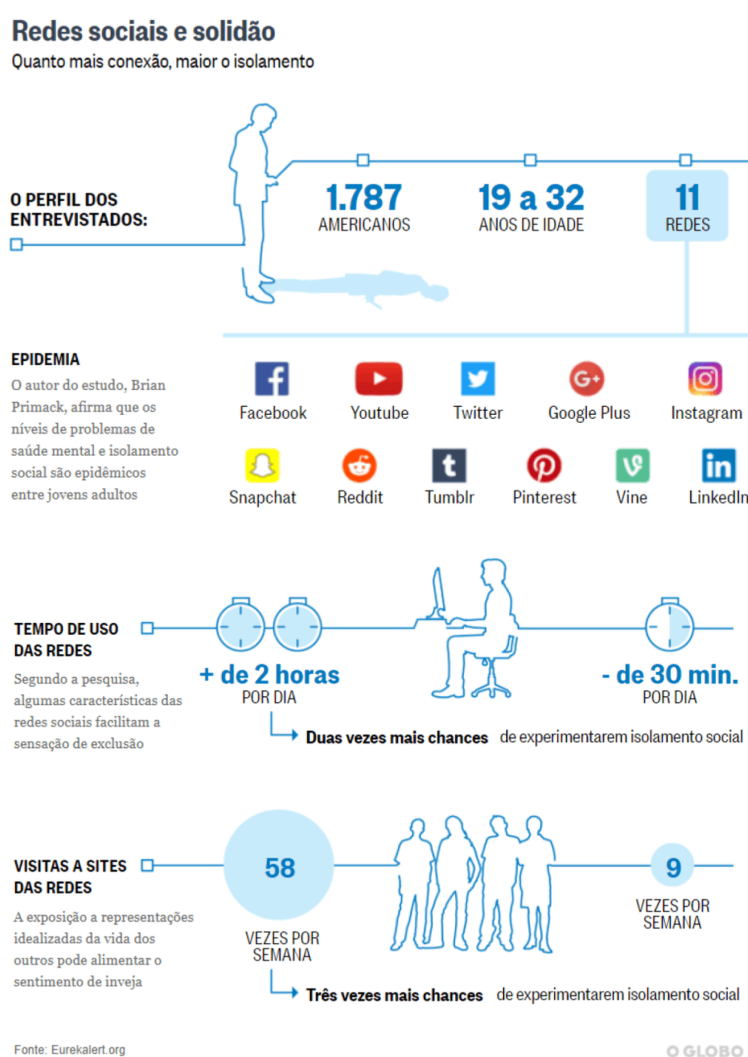 Redes sociais e solidão
Quanto mais conexão, maior o isolamento
O PERFIL DOS
ENTREVISTADOS:
1.787
AMERICANOS
19 a 32
ANOS DE IDADE
11
REDES
EPIDEMIA
O autor do estudo, Brian
Primack, afirma que os
níveis de problemas de
saúde mental e isolamento
social são epidêmicos
entre jovens adultos
Facebook
Youtube
Twitter
G+
Google Plus
Instagram
Snapchat
Reddit
t
Tumblr
Pinterest
Vine
in
LinkedIn
TEMPO DE USO
DAS REDES
Segundo a pesquisa,
algumas características das
redes sociais facilitam a
sensação de exclusão
+ de 2 horas
POR DIA
- de 30 min.
POR DIA
Duas vezes mais chances de experimentarem isolamento social
VISITAS A SITES
DAS REDES
A exposição a representações
idealizadas da vida dos
outros pode alimentar o
sentimento de inveja
58
VEZES POR
SEMANA
9
VEZES POR
SEMANA
Três vezes mais chances de experimentarem isolamento social
Fonte: Eurekalert.org
O GLOBO